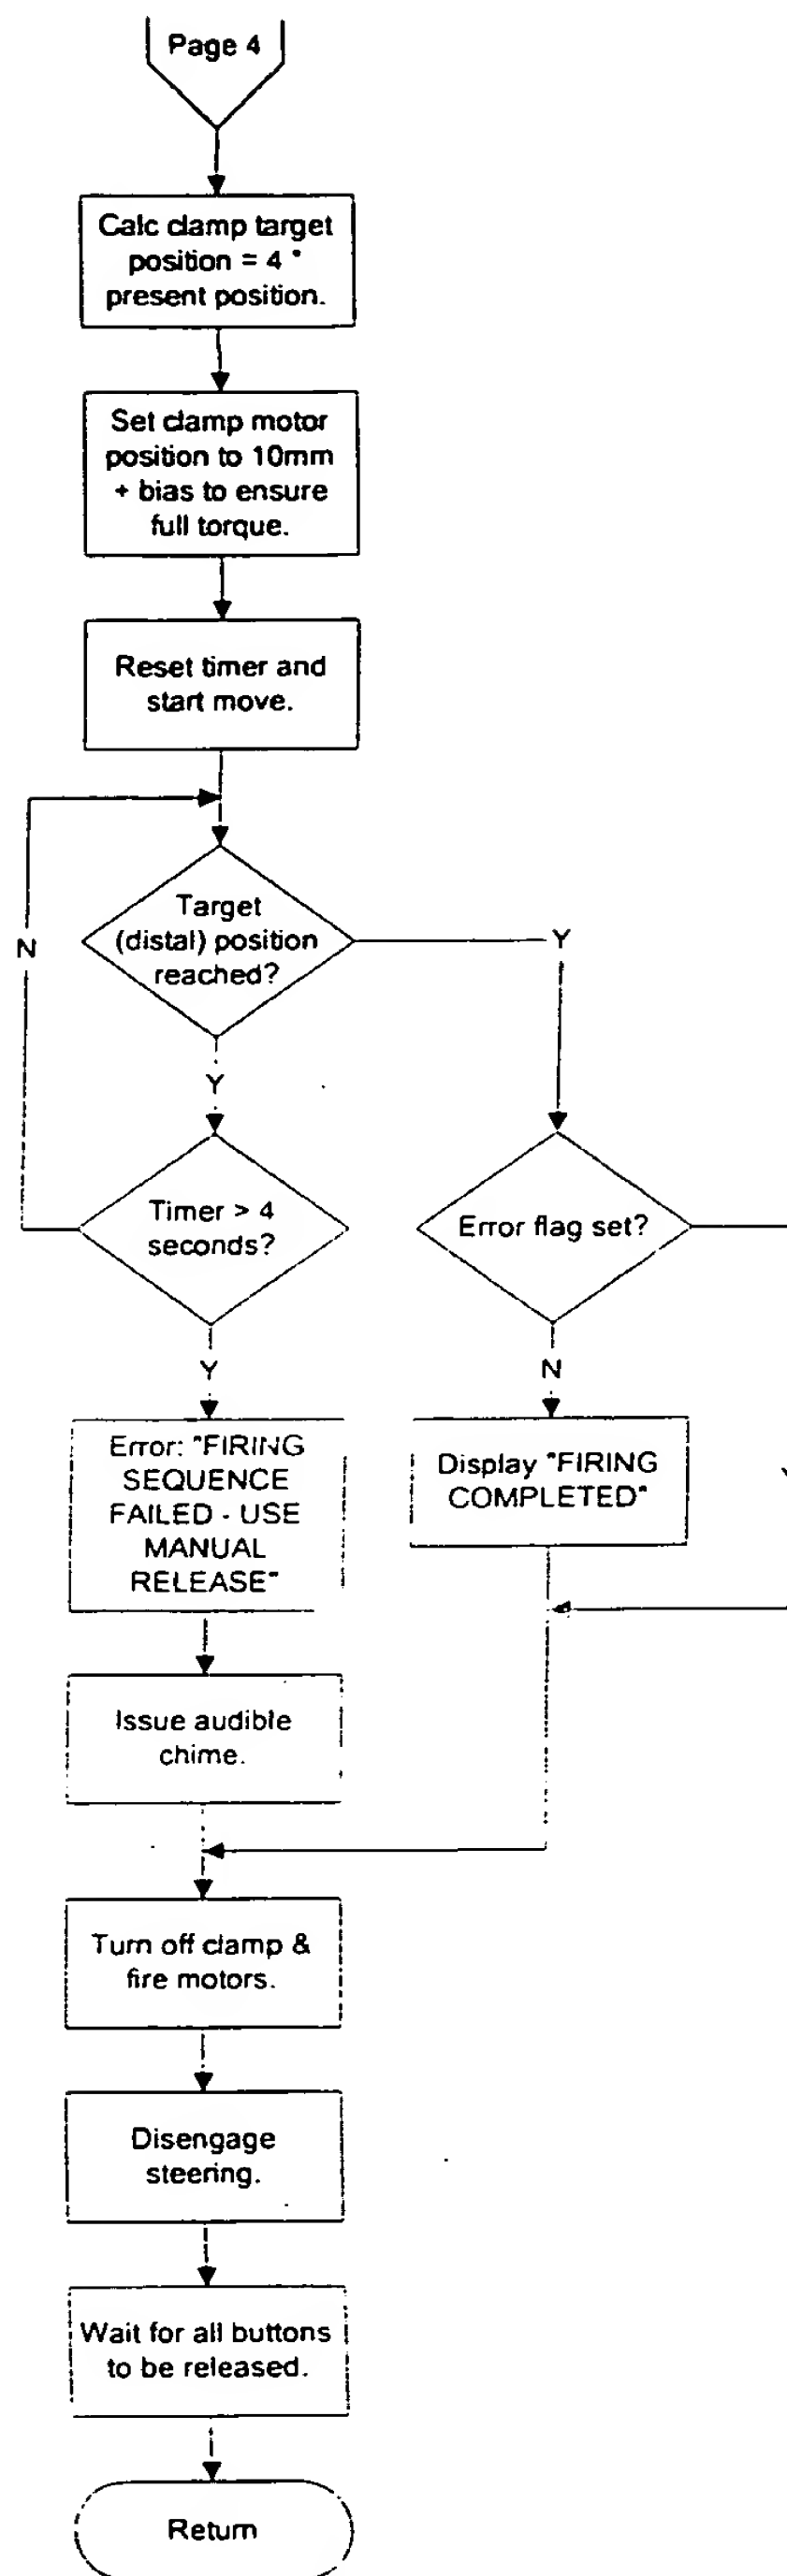 Page 4
Calc clamp target
position = 4 *
present position.
Set clamp motor
position to 10mm
+ bias to ensure
full torque.
Reset timer and
start move.
Target
(distal) position
reached?
Y
N
Y
Timer > 4
seconds?
Error flag set?
Y
N
Error: "FIRING
SEQUENCE
FAILED - USE
MANUAL
RELEASE"
Display "FIRING
COMPLETED"
Issue audible
chime.
Turn off clamp &
fire motors.
Disengage
steering.
Wait for all buttons
to be released.
Return